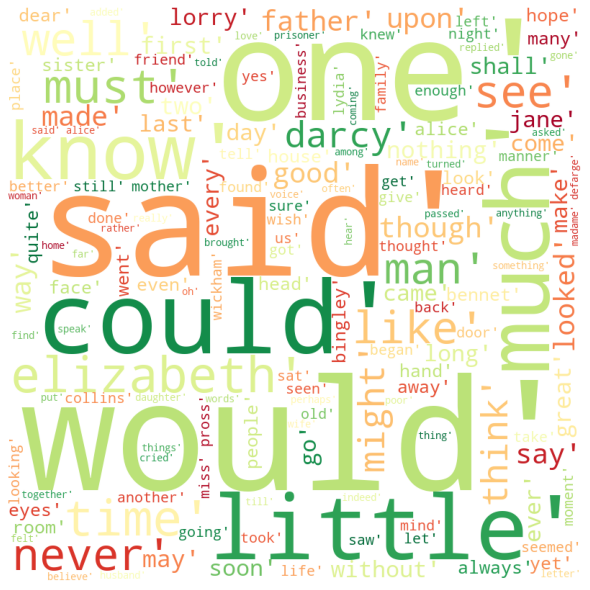 dear'
lorry'
father'
upon'
left'
hope'
added'
well'
first'
knew'
night'
many'
love'
prisoner'
replied'
gone'
sister'
friend'
yes'
business'
told'
family'
enough'
shall'
one'
must'
however'
see'
place'
made'
two'
lydia'
coming'
said' alice'
last'
day'
darcy'
among'
alice'
asked'
jane'
know'
tell'
house'
nothing'
manner'
come'
woman'
better'
still'
mother'
every'
found'
good'
look'
name'
turned'
madame' defarge'
said'
much'
home'
quite'
done'
often'
get'
heard'
make'
rather'
went'
sure'
voice'
give'
passed'
anything'
way'
wish'
though'
looked'
far'
face'
us'
got'
thought'
brought'
hear'
man'
something'
oh'
even'
wickham'
head'
came'
bennet'
find'
speak'
could'
bingley'
like'
began'
door'
back'
elizabeth'
sat'
might'
long'
great'
seen'
hand'
away'
think'
put'
collins'
daughter'
words'
miss' pross'
old'
poor'
take'
would'
people'
go'
thing'
say'
things'
cried'
looking'
time'
little'
till'
indeed'
ever'
moment'
together'
another'
eyes'
room'
going'
took'
saw'
let'
mind'
seemed'
felt'
never'
may'
soon'
life'
without'
always'
yet'
believe'
letter'